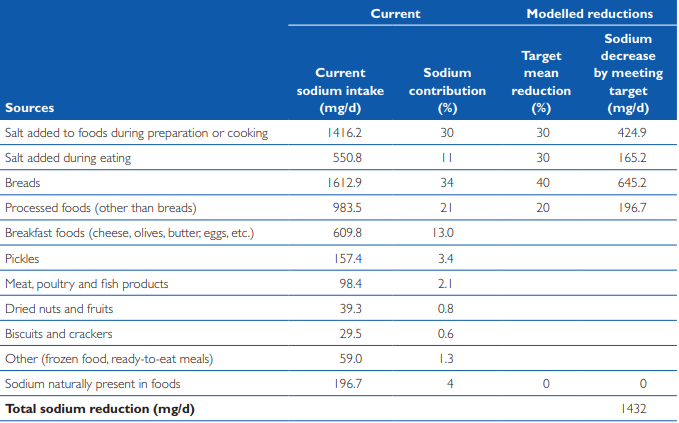 Current Modelled reductions
Sources Current sodium intake (mg/d) Sodium contribution (%) Target mean reduction (%) Sodium decrease by meeting target (mg/d)
Salt added to foods during preparation or cooking 1416.2 30 30 424.9
Salt added during eating 550.8 11 30 165.2
Breads 1612.9 34 40 645.2
Processed foods (other than breads) 983.5 21 20 196.7
Breakfast foods (cheese, olives, butter, eggs, etc.) 609.8 13.0
Pickles 157.4 3.4
Meat, poultry and fish products 98.4 2.1
Dried nuts and fruits 39.3 0.8
Biscuits and crackers 29.5 0.6
Other (frozen food, ready-to-eat meals) 59.0 1.3
Sodium naturally present in foods 196.7 4 0 0
Total sodium reduction (mg/d) 1432